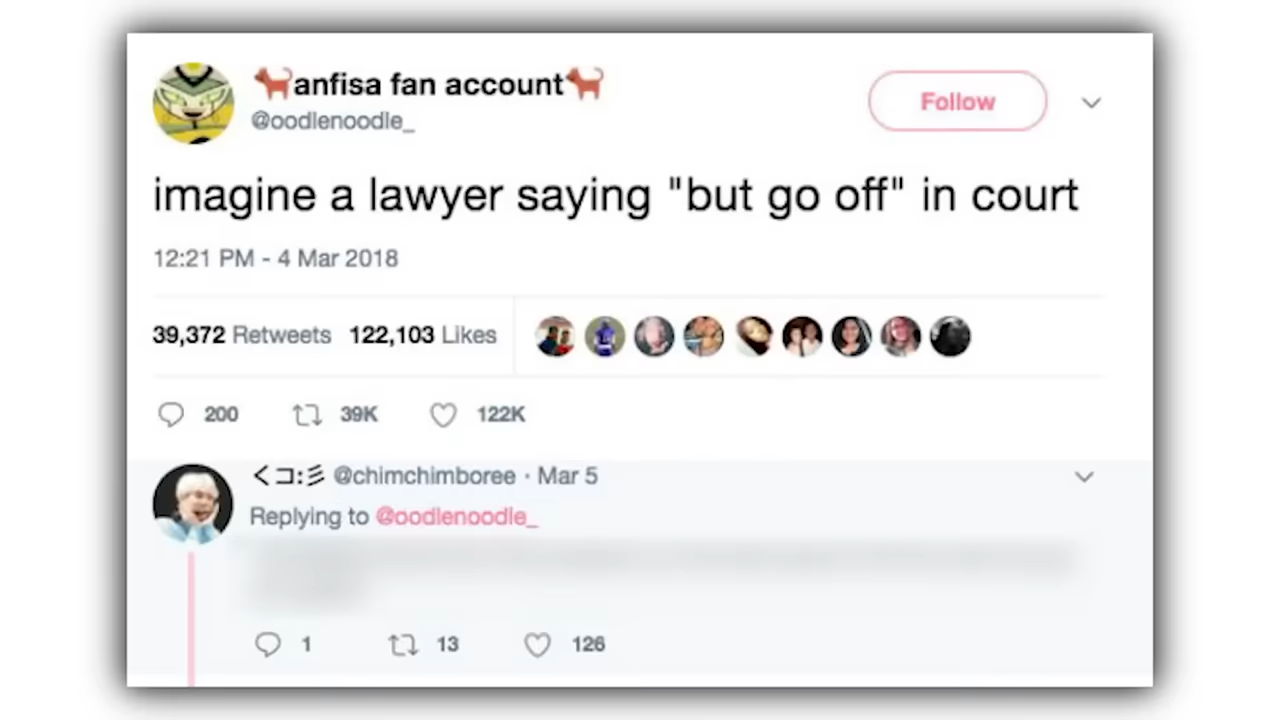 🐕anfisa fan account🐕
@oodlenoodle_
Follow
imagine a lawyer saying "but go off" in court
12:21 PM - 4 Mar 2018
39,372 Retweets 122,103 Likes
200 39K 122K
くコ:彡 @chimchimboree · Mar 5
Replying to @oodlenoodle_
1 13 126